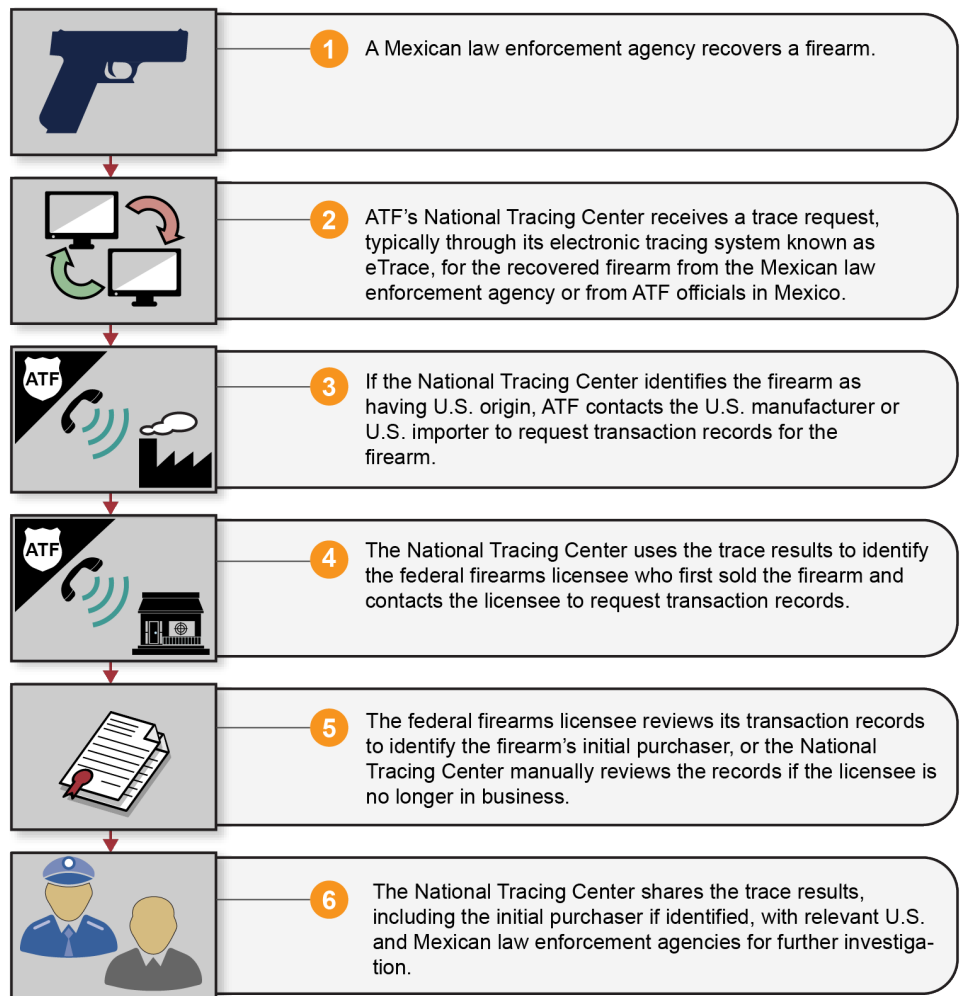 1 A Mexican law enforcement agency recovers a firearm.
2 ATF’s National Tracing Center receives a trace request,
typically through its electronic tracing system known as
eTrace, for the recovered firearm from the Mexican law
enforcement agency or from ATF officials in Mexico.
ATF
3 If the National Tracing Center identifies the firearm as
having U.S. origin, ATF contacts the U.S. manufacturer or
U.S. importer to request transaction records for the
firearm.
ATF
4 The National Tracing Center uses the trace results to identify
the federal firearms licensee who first sold the firearm and
contacts the licensee to request transaction records.
5 The federal firearms licensee reviews its transaction records
to identify the firearm’s initial purchaser, or the National
Tracing Center manually reviews the records if the licensee is
no longer in business.
6 The National Tracing Center shares the trace results,
including the initial purchaser if identified, with relevant U.S.
and Mexican law enforcement agencies for further investiga-
tion.